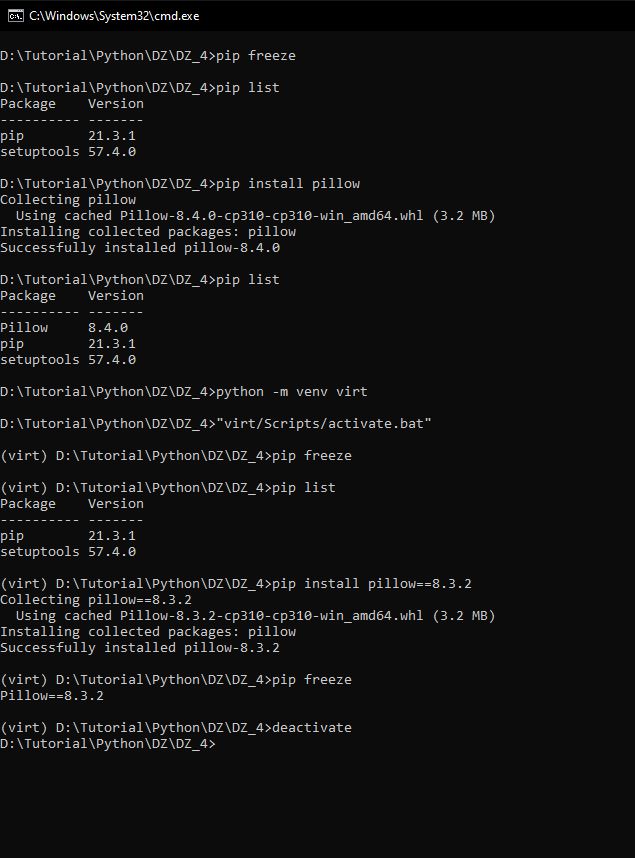 C:\Windows\System32\cmd.exe
D:\Tutorial\Python\DZ\DZ_4>pip freeze
D:\Tutorial\Python\DZ\DZ_4>pip list
Package    Version
---------- -------
pip        21.3.1
setuptools 57.4.0
D:\Tutorial\Python\DZ\DZ_4>pip install pillow
Collecting pillow
  Using cached Pillow-8.4.0-cp310-cp310-win_amd64.whl (3.2 MB)
Installing collected packages: pillow
Successfully installed pillow-8.4.0
D:\Tutorial\Python\DZ\DZ_4>pip list
Package    Version
---------- -------
Pillow     8.4.0
pip        21.3.1
setuptools 57.4.0
D:\Tutorial\Python\DZ\DZ_4>python -m venv virt
D:\Tutorial\Python\DZ\DZ_4>"virt/Scripts/activate.bat"
(virt) D:\Tutorial\Python\DZ\DZ_4>pip freeze
(virt) D:\Tutorial\Python\DZ\DZ_4>pip list
Package    Version
---------- -------
pip        21.3.1
setuptools 57.4.0
(virt) D:\Tutorial\Python\DZ\DZ_4>pip install pillow==8.3.2
Collecting pillow==8.3.2
  Using cached Pillow-8.3.2-cp310-cp310-win_amd64.whl (3.2 MB)
Installing collected packages: pillow
Successfully installed pillow-8.3.2
(virt) D:\Tutorial\Python\DZ\DZ_4>pip freeze
Pillow==8.3.2
(virt) D:\Tutorial\Python\DZ\DZ_4>deactivate
D:\Tutorial\Python\DZ\DZ_4>